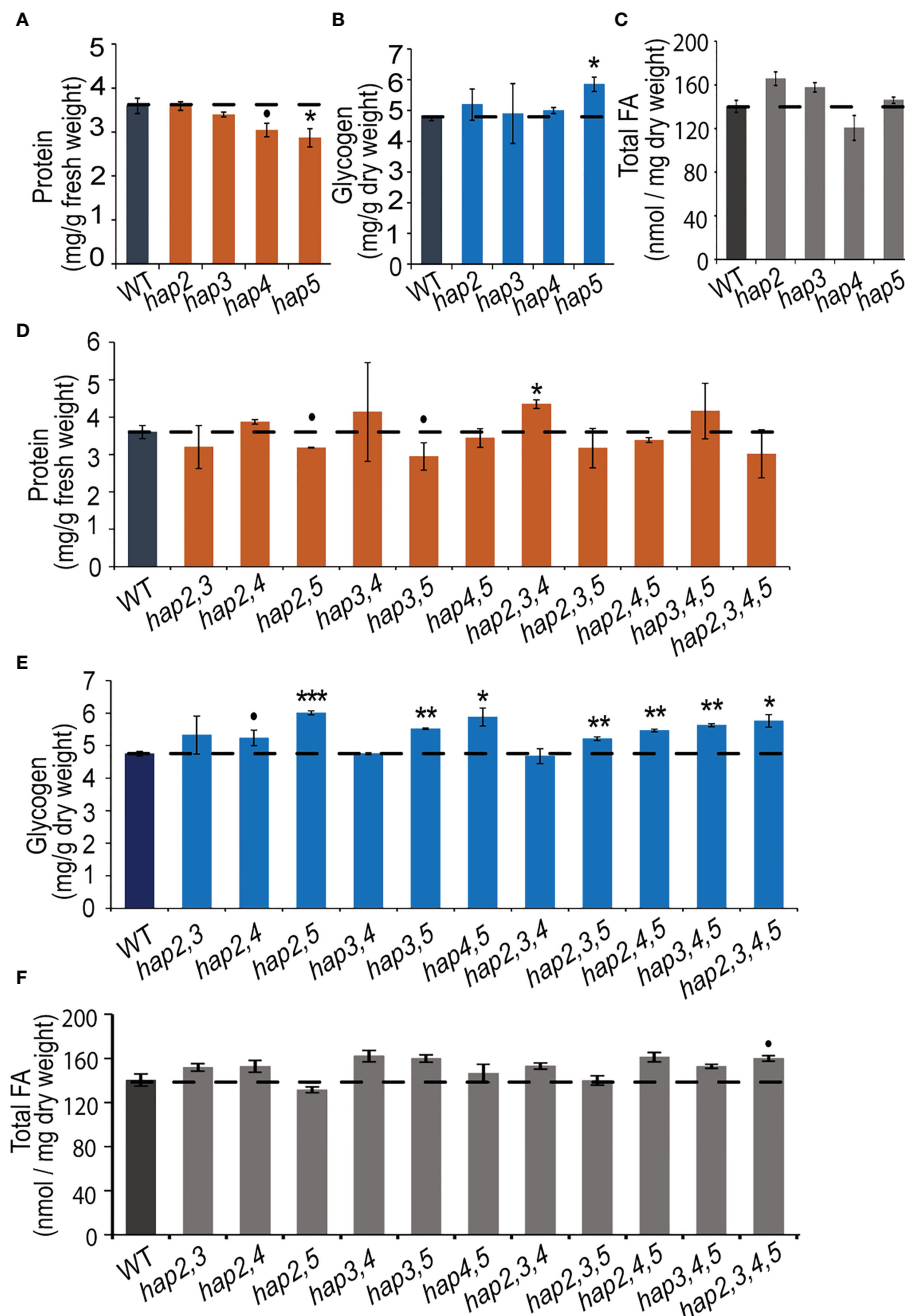 A
Protein
(mg/g fresh weight)
5
4
3
2
1
0
•
*
WT
hap2
hap3
hap4
hap5
B
Glycogen
(mg/g dry weight)
7
6
5
4
3
2
1
0
*
WT
hap2
hap3
hap4
hap5
C
Total FA
(nmol / mg dry weight)
200
160
140
80
40
0
WT
hap2
hap3
hap4
hap5
D
Protein
(mg/g fresh weight)
6
5
4
3
2
1
0
•
•
*
WT
hap2,3
hap2,4
hap2,5
hap3,4
hap3,5
hap4,5
hap2,3,4
hap2,3,5
hap2,4,5
hap3,4,5
hap2,3,4,5
E
Glycogen
(mg/g dry weight)
7
6
5
4
3
2
1
0
•
***
**
*
**
**
**
*
WT
hap2,3
hap2,4
hap2,5
hap3,4
hap3,5
hap4,5
hap2,3,4
hap2,3,5
hap2,4,5
hap3,4,5
hap2,3,4,5
F
Total FA
(nmol / mg dry weight)
200
160
120
80
40
0
•
WT
hap2,3
hap2,4
hap2,5
hap3,4
hap3,5
hap4,5
hap2,3,4
hap2,3,5
hap2,4,5
hap3,4,5
hap2,3,4,5